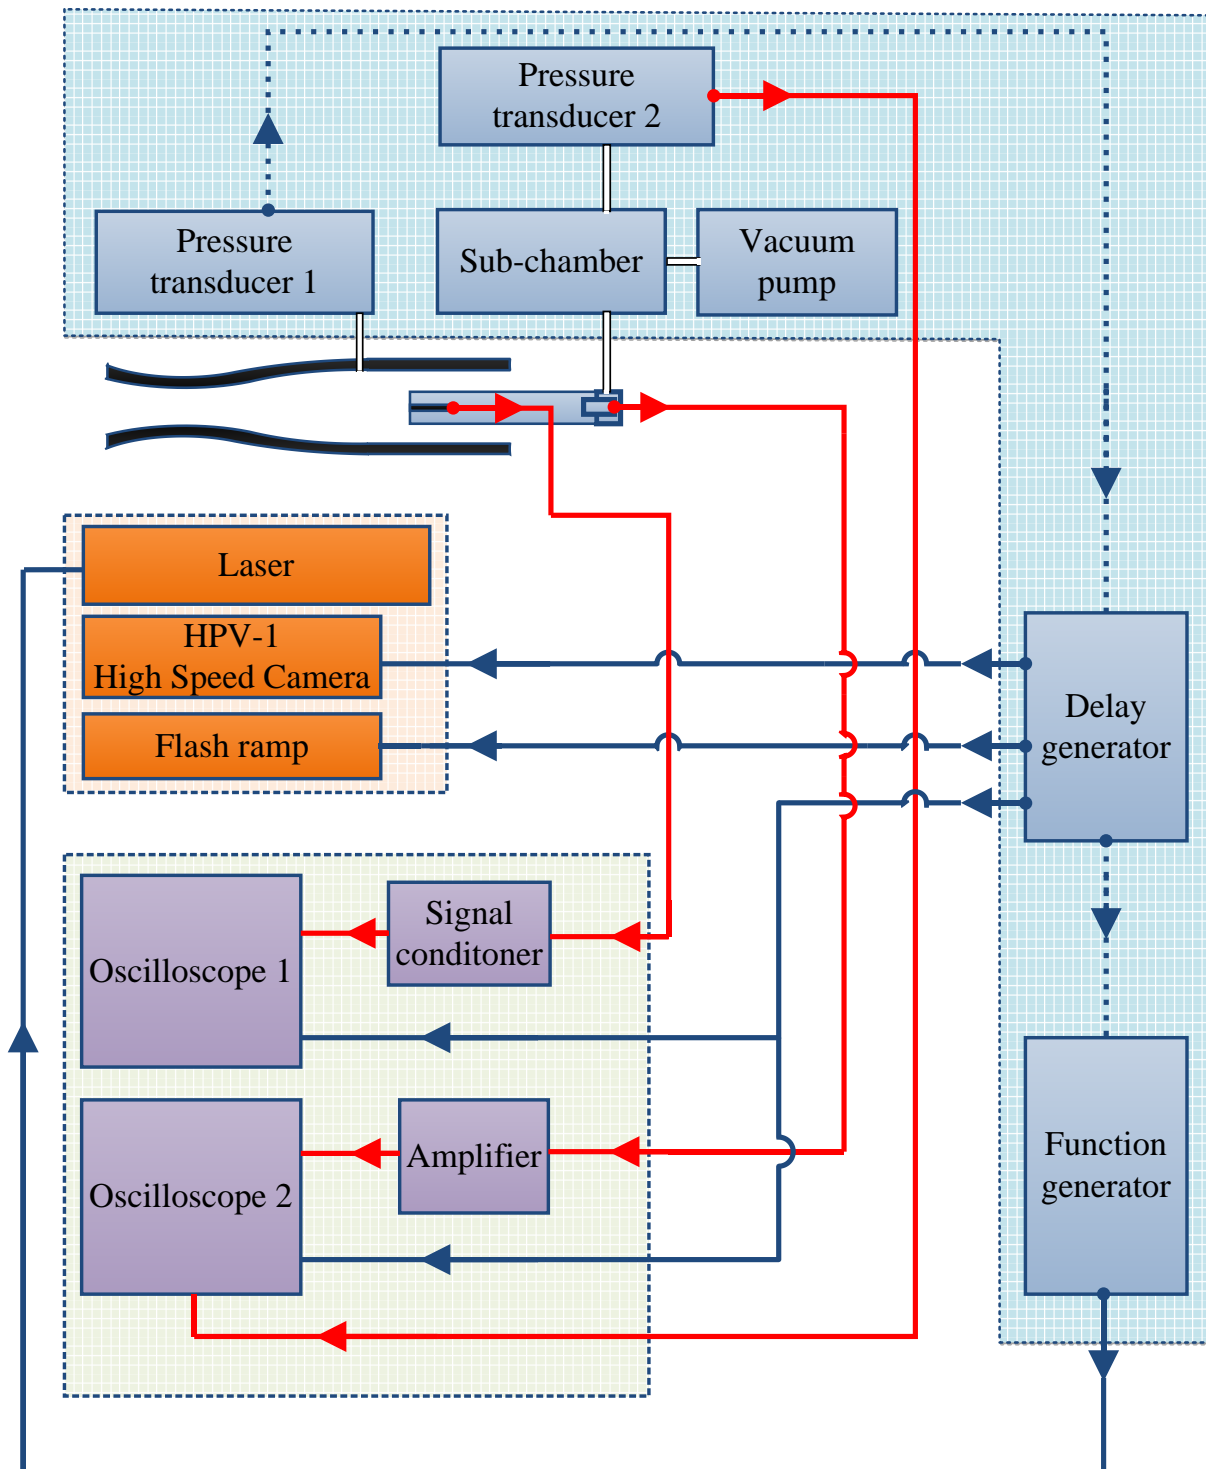 Pressure
transducer 2
Pressure
transducer 1
Sub-chamber
Vacuum
pump
Laser
HPV-1
High Speed Camera
Flash ramp
Delay
generator
Signal
conditoner
Oscilloscope 1
Amplifier
Oscilloscope 2
Function
generator